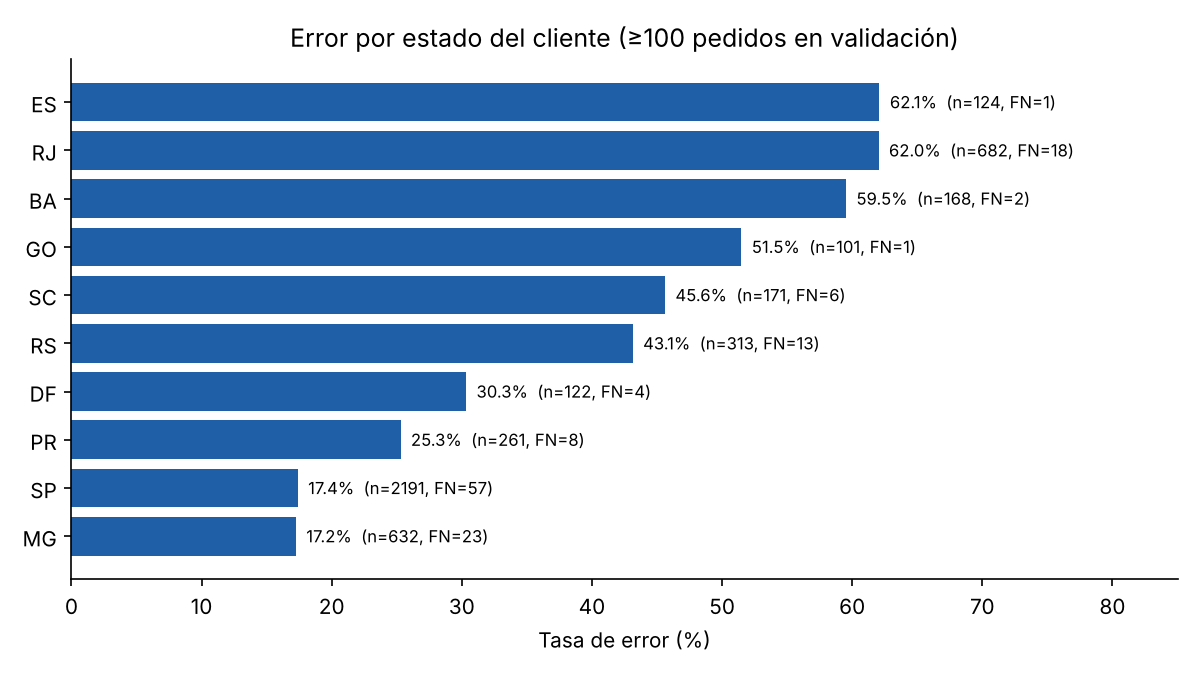 Error por estado del cliente (≥100 pedidos en validación)
ES 62.1% (n=124, FN=1)
RJ 62.0% (n=682, FN=18)
BA 59.5% (n=168, FN=2)
GO 51.5% (n=101, FN=1)
SC 45.6% (n=171, FN=6)
RS 43.1% (n=313, FN=13)
DF 30.3% (n=122, FN=4)
PR 25.3% (n=261, FN=8)
SP 17.4% (n=2191, FN=57)
MG 17.2% (n=632, FN=23)
0 10 20 30 40 50 60 70 80
Tasa de error (%)